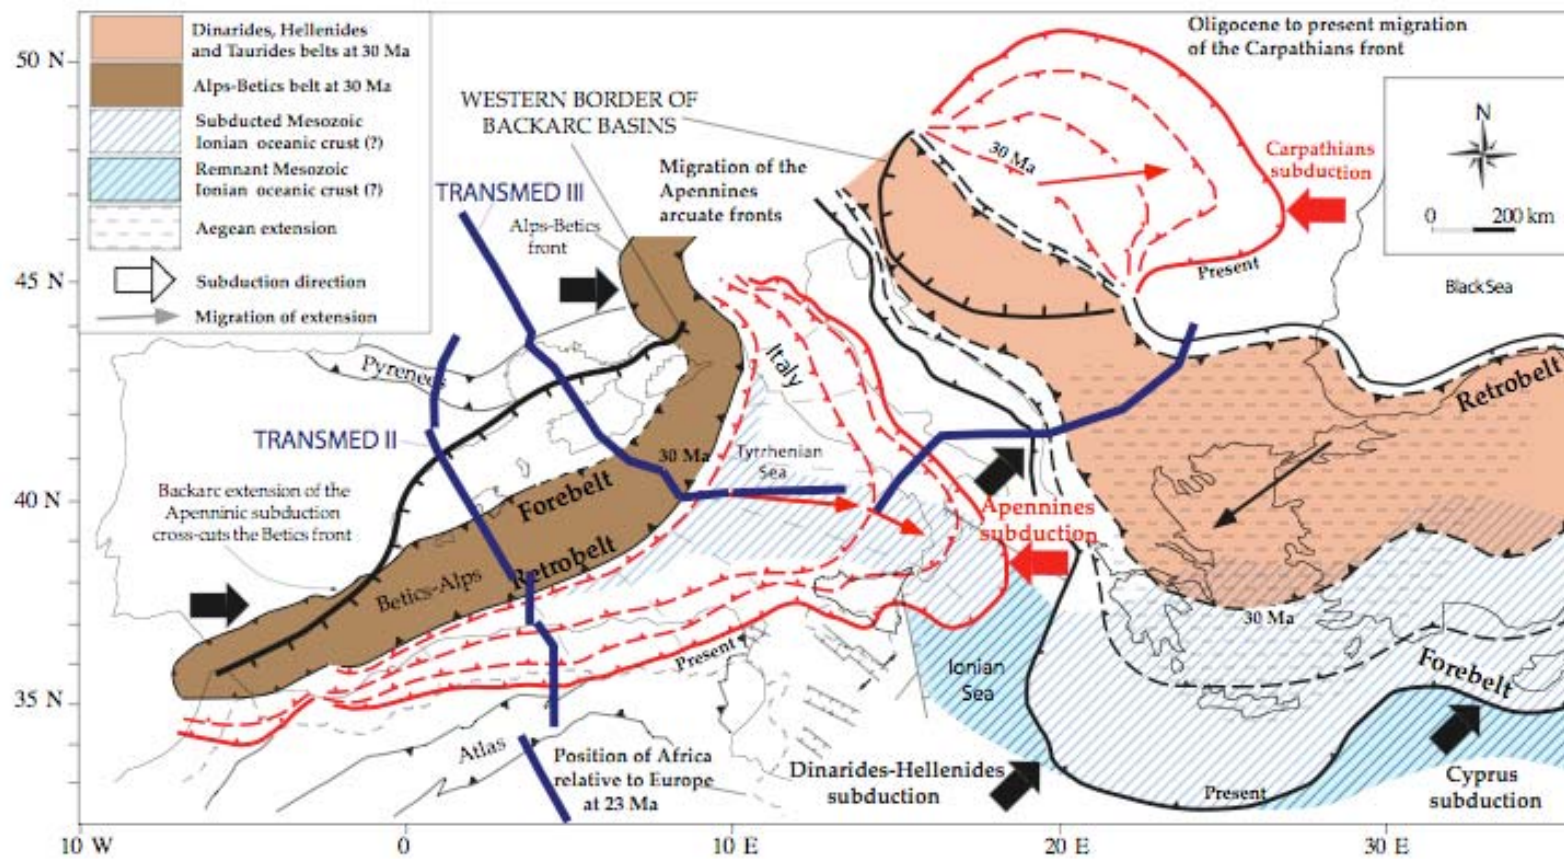 Dinarides, Hellenides
and Taurides belts at 30 Ma
Alps-Betics belt at 30 Ma
Subducted Mesozoic
Ionian oceanic crust (?)
Remnant Mesozoic
Ionian oceanic crust (?)
Aegean extension
Subduction direction
Migration of extension
50 N
45 N
40 N
35 N
10 W
0
10 E
20 E
30 E
WESTERN BORDER OF
BACKARC BASINS
Oligocene to present migration
of the Carpathians front
N
0 200 km
Carpathians
subduction
30 Ma
Present
Black Sea
Migration of the
Apennines
arcuate fronts
TRANSMED III
Alps-Betics
front
Pyrenees
Italy
TRANSMED II
30 Ma
Tyrrhenian
Sea
Retrobelt
Backarc extension of the
Apenninic subduction
cross-cuts the Betics front
Forebelt
Retrobelt
Betics-Alps
Apennines
subduction
30 Ma
Present
Ionian
Sea
Forebelt
Atlas
Position of Africa
relative to Europe
at 23 Ma
Dinarides-Hellenides
subduction
Present
Cyprus
subduction